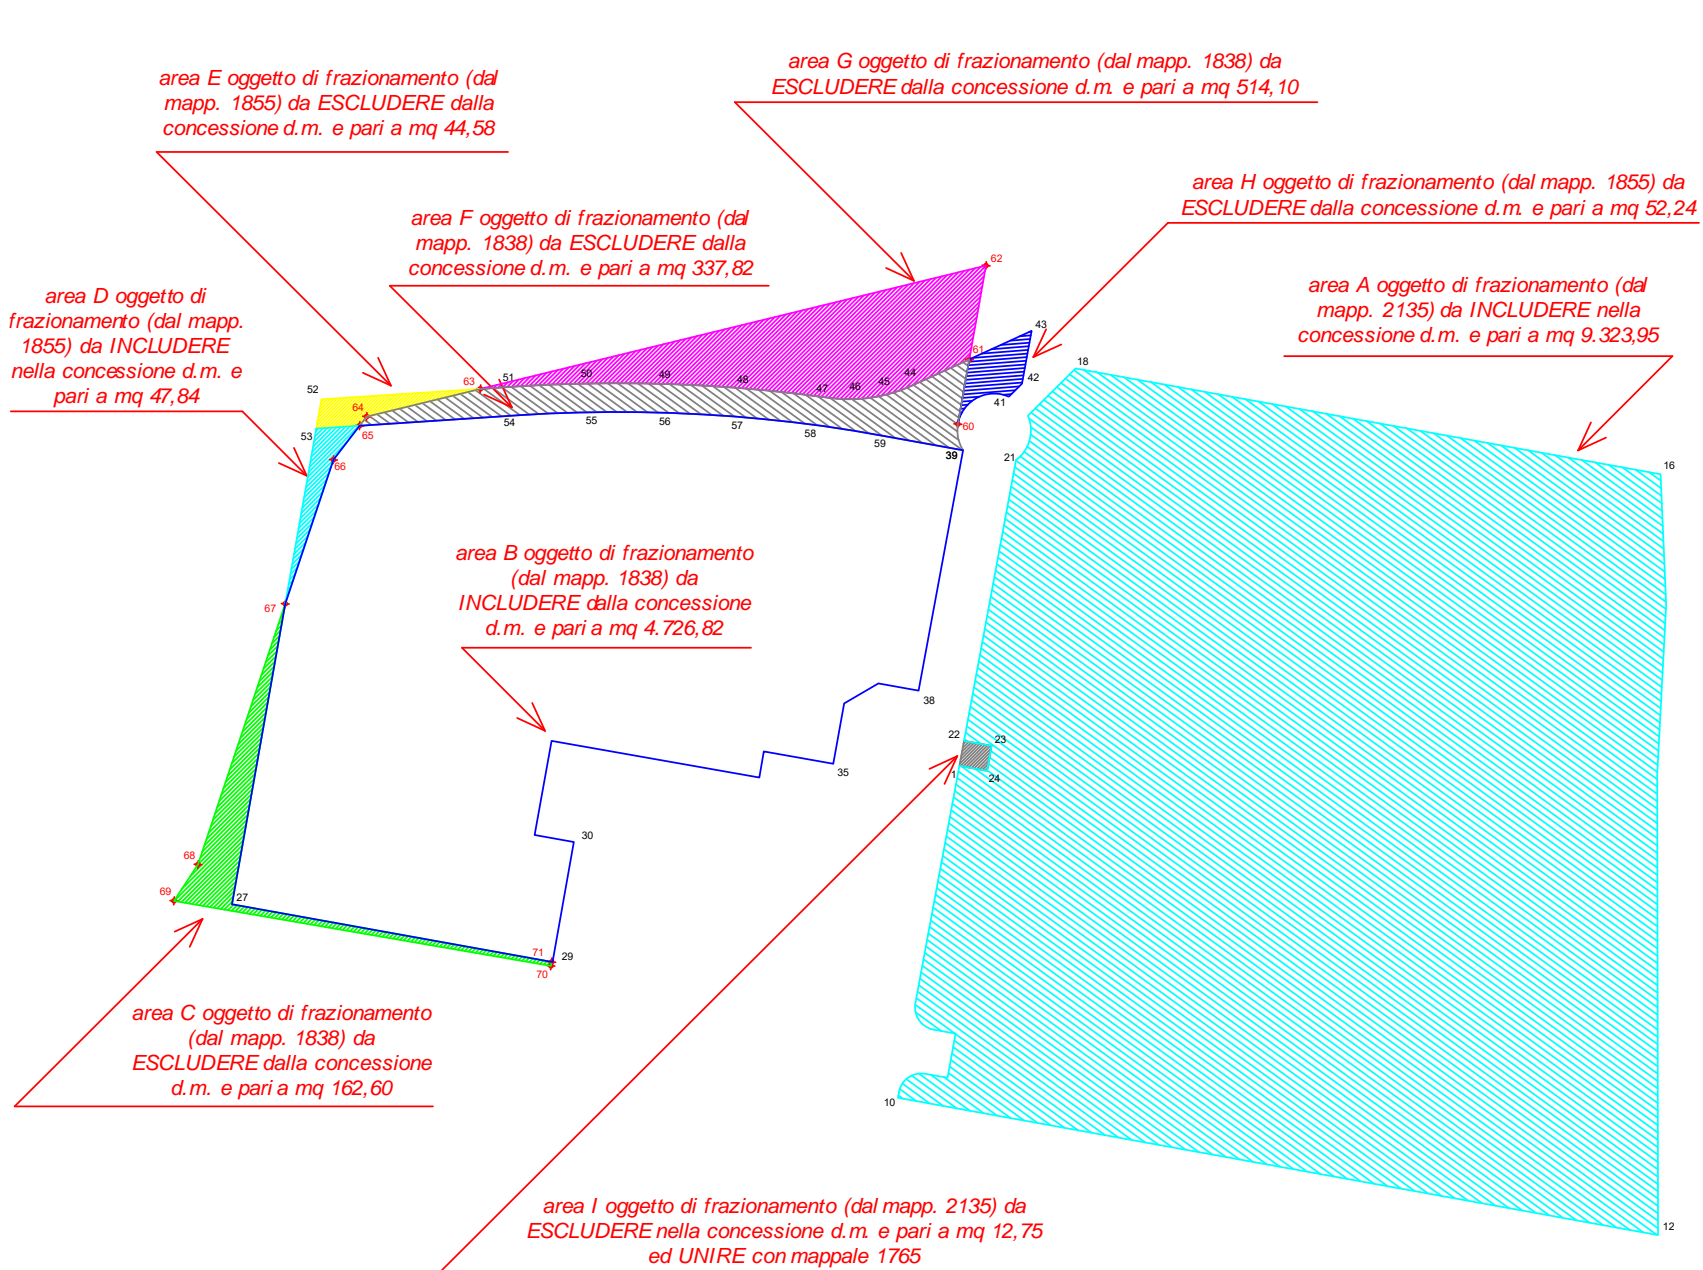 area G oggetto di frazionamento (dal mapp. 1838) da
ESCLUDERE dalla concessione d.m. e pari a mq 514,10
area E oggetto di frazionamento (dal
mapp. 1855) da ESCLUDERE dalla
concessione d.m. e pari a mq 44,58
area H oggetto di frazionamento (dal mapp. 1855) da
ESCLUDERE dalla concessione d.m. e pari a mq 52,24
area F oggetto di frazionamento (dal
mapp. 1838) da ESCLUDERE dalla
concessione d.m. e pari a mq 337,82
area D oggetto di
frazionamento (dal mapp.
1855) da INCLUDERE
nella concessione d.m. e
pari a mq 47,84
area A oggetto di frazionamento (dal
mapp. 2135) da INCLUDERE nella
concessione d.m. e pari a mq 9.323,95
62
43
61
18
42
41
63
51
50
49
48
47
46
45
44
52
64
65
53
54
55
56
57
58
59
60
39
21
16
66
area B oggetto di frazionamento
(dal mapp. 1838) da
INCLUDERE dalla concessione
d.m. e pari a mq 4.726,82
67
38
22
23
35
1
24
30
68
69
27
71
29
70
area C oggetto di frazionamento
(dal mapp. 1838) da
ESCLUDERE dalla concessione
d.m. e pari a mq 162,60
10
12
area I oggetto di frazionamento (dal mapp. 2135) da
ESCLUDERE nella concessione d.m. e pari a mq 12,75
ed UNIRE con mappale 1765